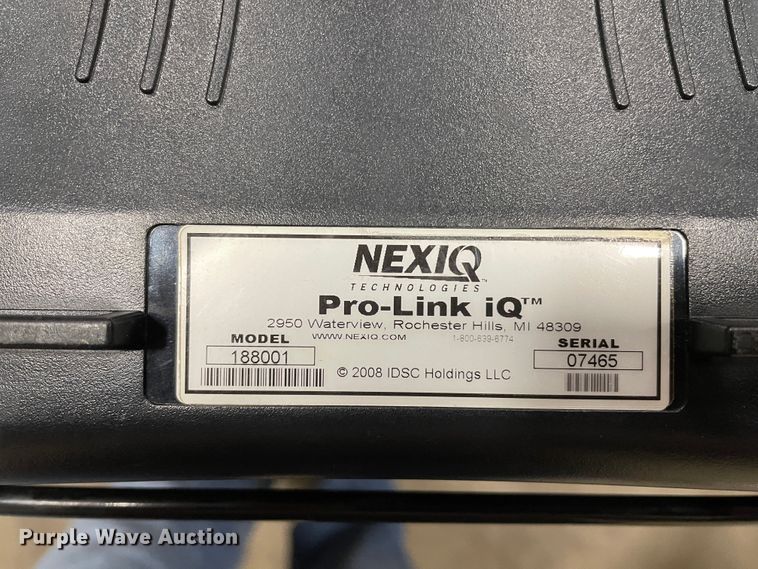 NEXIQ
TECHNOLOGIES
Pro-Link iQ™
2950 Waterview, Rochester Hills, MI 48309
WWW.NEXIQ.COM 1-800-639-6774
MODEL
188001
SERIAL
07465
© 2008 IDSC Holdings LLC
Purple Wave Auction